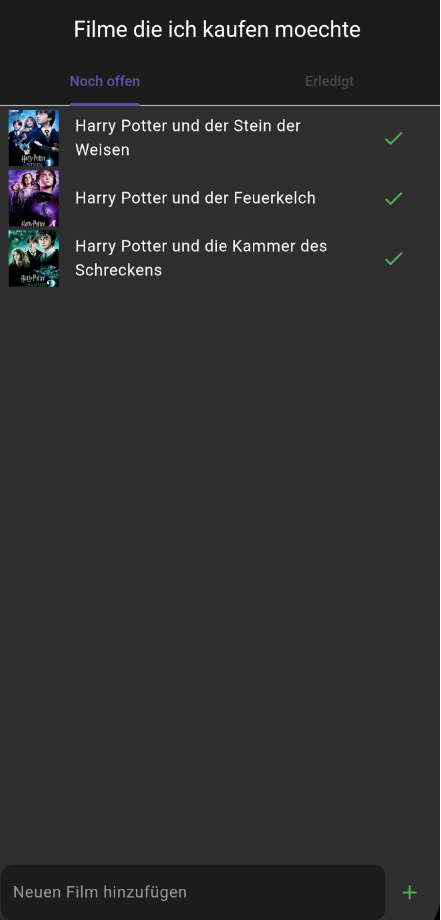 Filme die ich kaufen moechte
Noch offen
Erledigt
Harry Potter und der Stein der
Weisen
Harry Potter und der Feuerkelch
Harry Potter und die Kammer des
Schreckens
Neuen Film hinzufügen